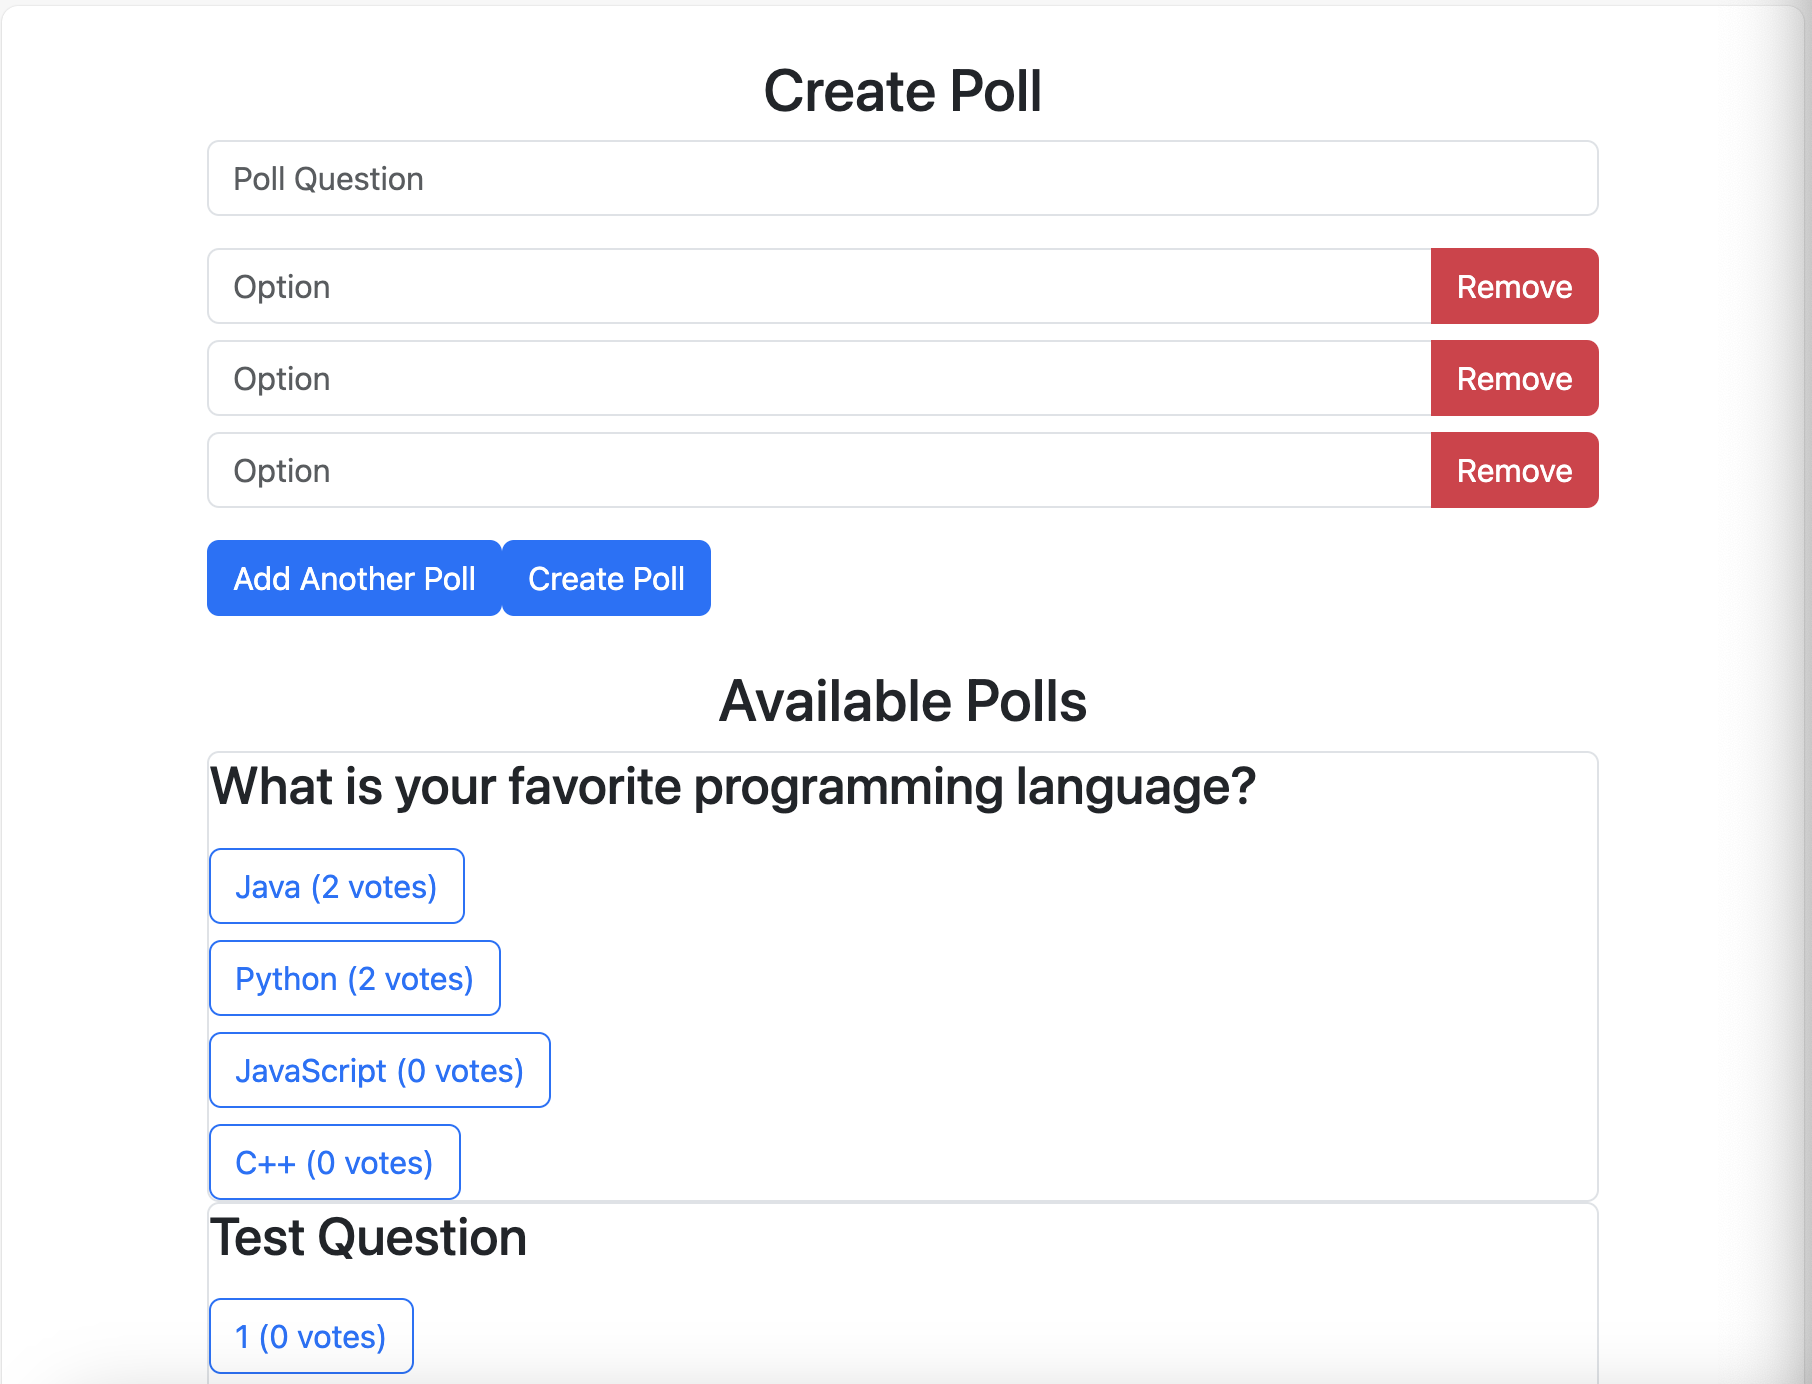 Create Poll
Poll Question
Option Remove
Option Remove
Option Remove
Add Another Poll Create Poll
Available Polls
What is your favorite programming language?
Java (2 votes)
Python (2 votes)
JavaScript (0 votes)
C++ (0 votes)
Test Question
1 (0 votes)